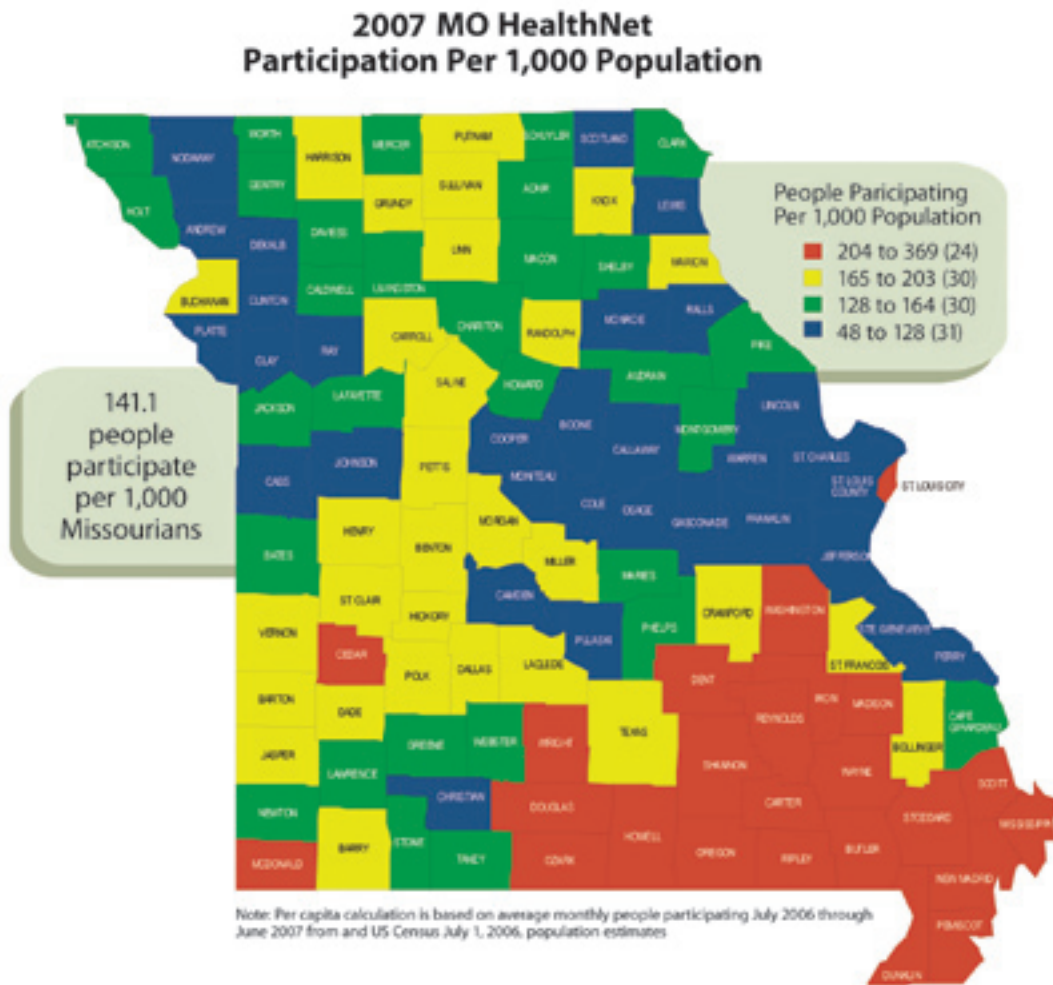 2007 MO HealthNet
Participation Per 1,000 Population
WORTH
PUTNAM
SCHUYLER
SCOTLAND
CLARK
ATCHISON
NODAWAY
HARRISON
MERCER
GENTRY
SULLIVAN
ADAIR
KNOX
LEWIS
HOLT
GRUNDY
ANDREW
DEKALB
DAVIESS
LINN
MACON
SHELBY
MARION
BUCHANAN
CLINTON
CALDWELL
LIVINGSTON
CHARITON
RANDOLPH
MONROE
RALLS
PLATTE
CLAY
RAY
CARROLL
PIKE
People Paricipating
Per 1,000 Population
204 to 369 (24)
165 to 203 (30)
128 to 164 (30)
48 to 128 (31)
141.1
people
participate
per 1,000
Missourians
JACKSON
LAFAYETTE
SALINE
HOWARD
AUDRAIN
LINCOLN
BOONE
MONTGOMERY
COOPER
CALLAWAY
WARREN
ST. CHARLES
CASS
JOHNSON
PETTIS
MONITEAU
ST LOUIS
COUNTY
ST LOUIS CITY
COLE
OSAGE
GASCONADE
FRANKLIN
HENRY
MORGAN
BENTON
JEFFERSON
BATES
MILLER
MARIES
ST CLAIR
CAMDEN
CRAWFORD
WASHINGTON
HICKORY
VERNON
PULASKI
PHELPS
STE. GENEVIEVE
CEDAR
DALLAS
LACLEDE
PERRY
POLK
ST FRANCOIS
DENT
BARTON
DADE
IRON
MADISON
REYNOLDS
CAPE
GIRARDEAU
JASPER
GREENE
WEBSTER
WRIGHT
TEXAS
BOLLINGER
LAWRENCE
SHANNON
WAYNE
SCOTT
NEWTON
CHRISTIAN
DOUGLAS
CARTER
STODDARD
MISSISSIPPI
MCDONALD
BARRY
STONE
TANEY
OZARK
HOWELL
OREGON
RIPLEY
BUTLER
NEW MADRID
PEMISCOT
DUNKLIN
Note: Per capita calculation is based on average monthly people participating July 2006 through
June 2007 from and US Census July 1, 2006, population estimates